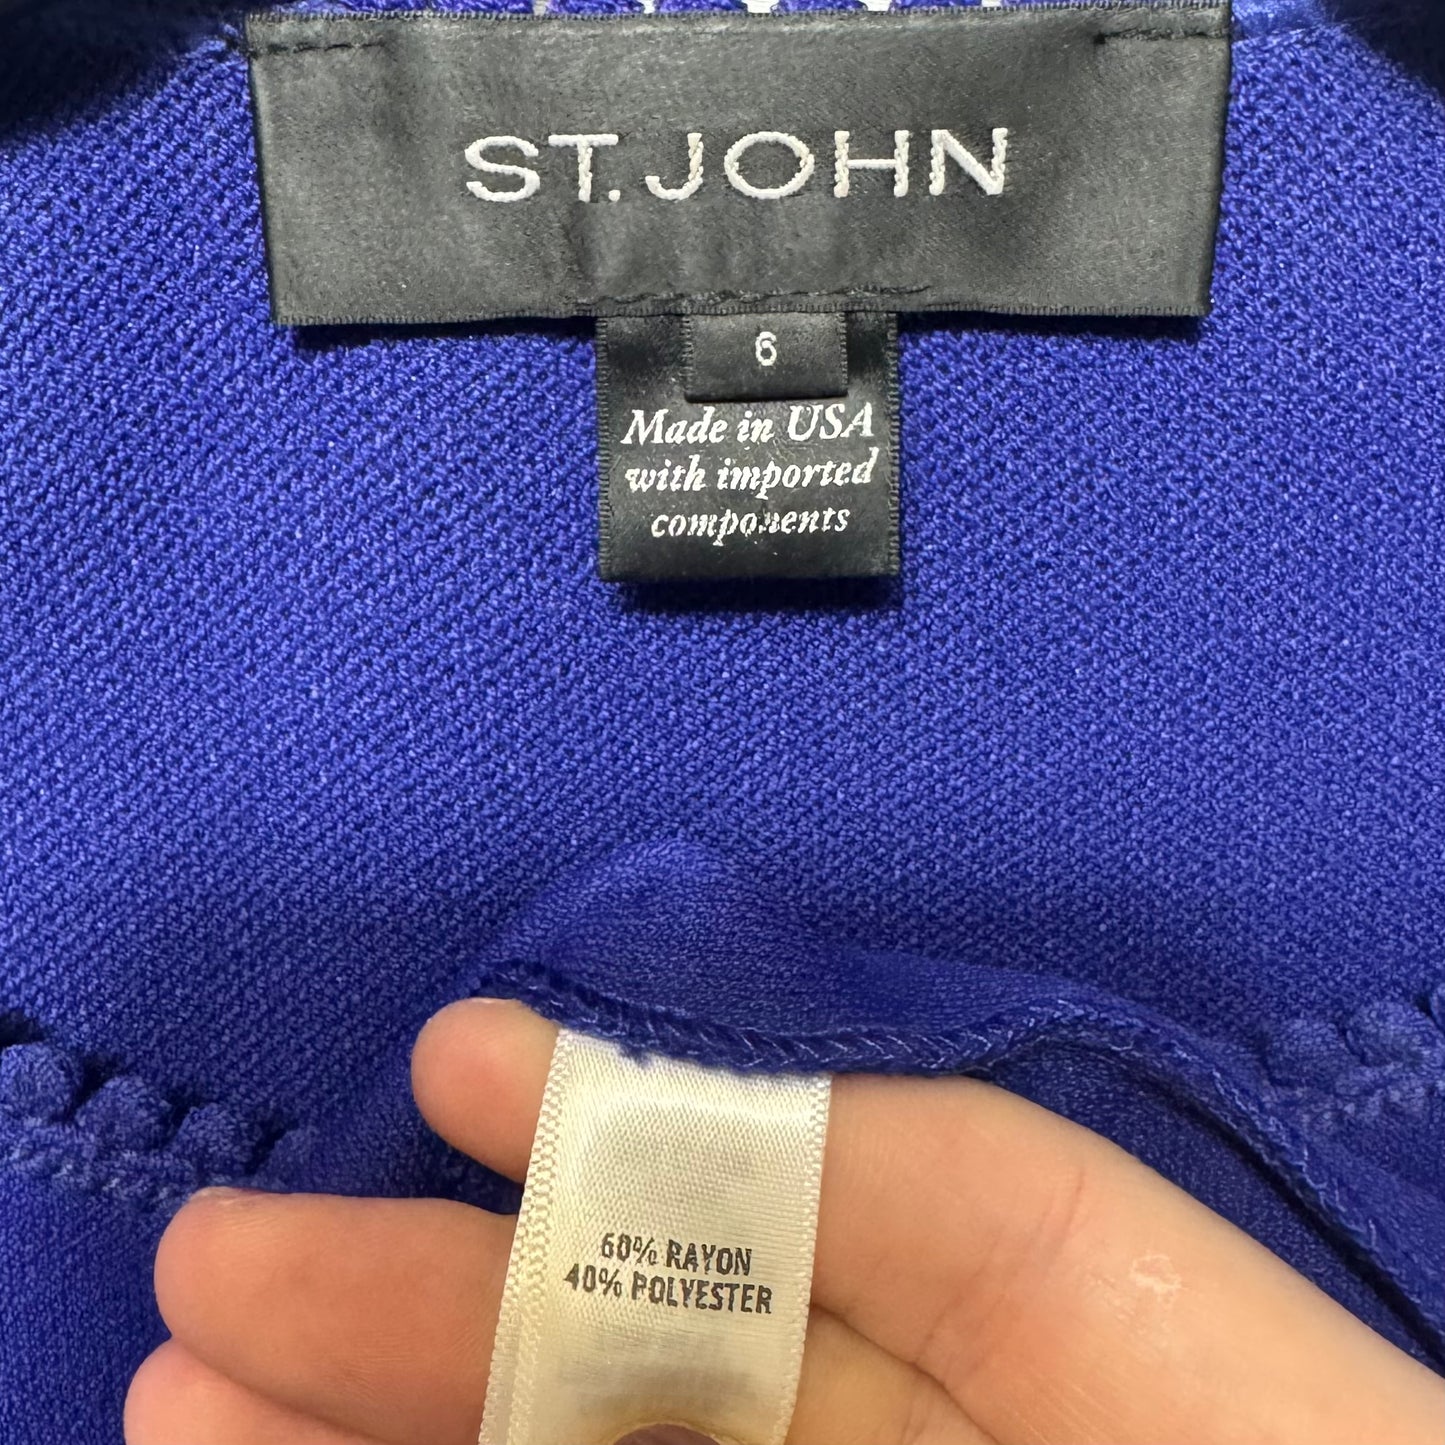 ST. JOHN
6
Made in USA
with imported
components
60% RAYON
40% POLYESTER